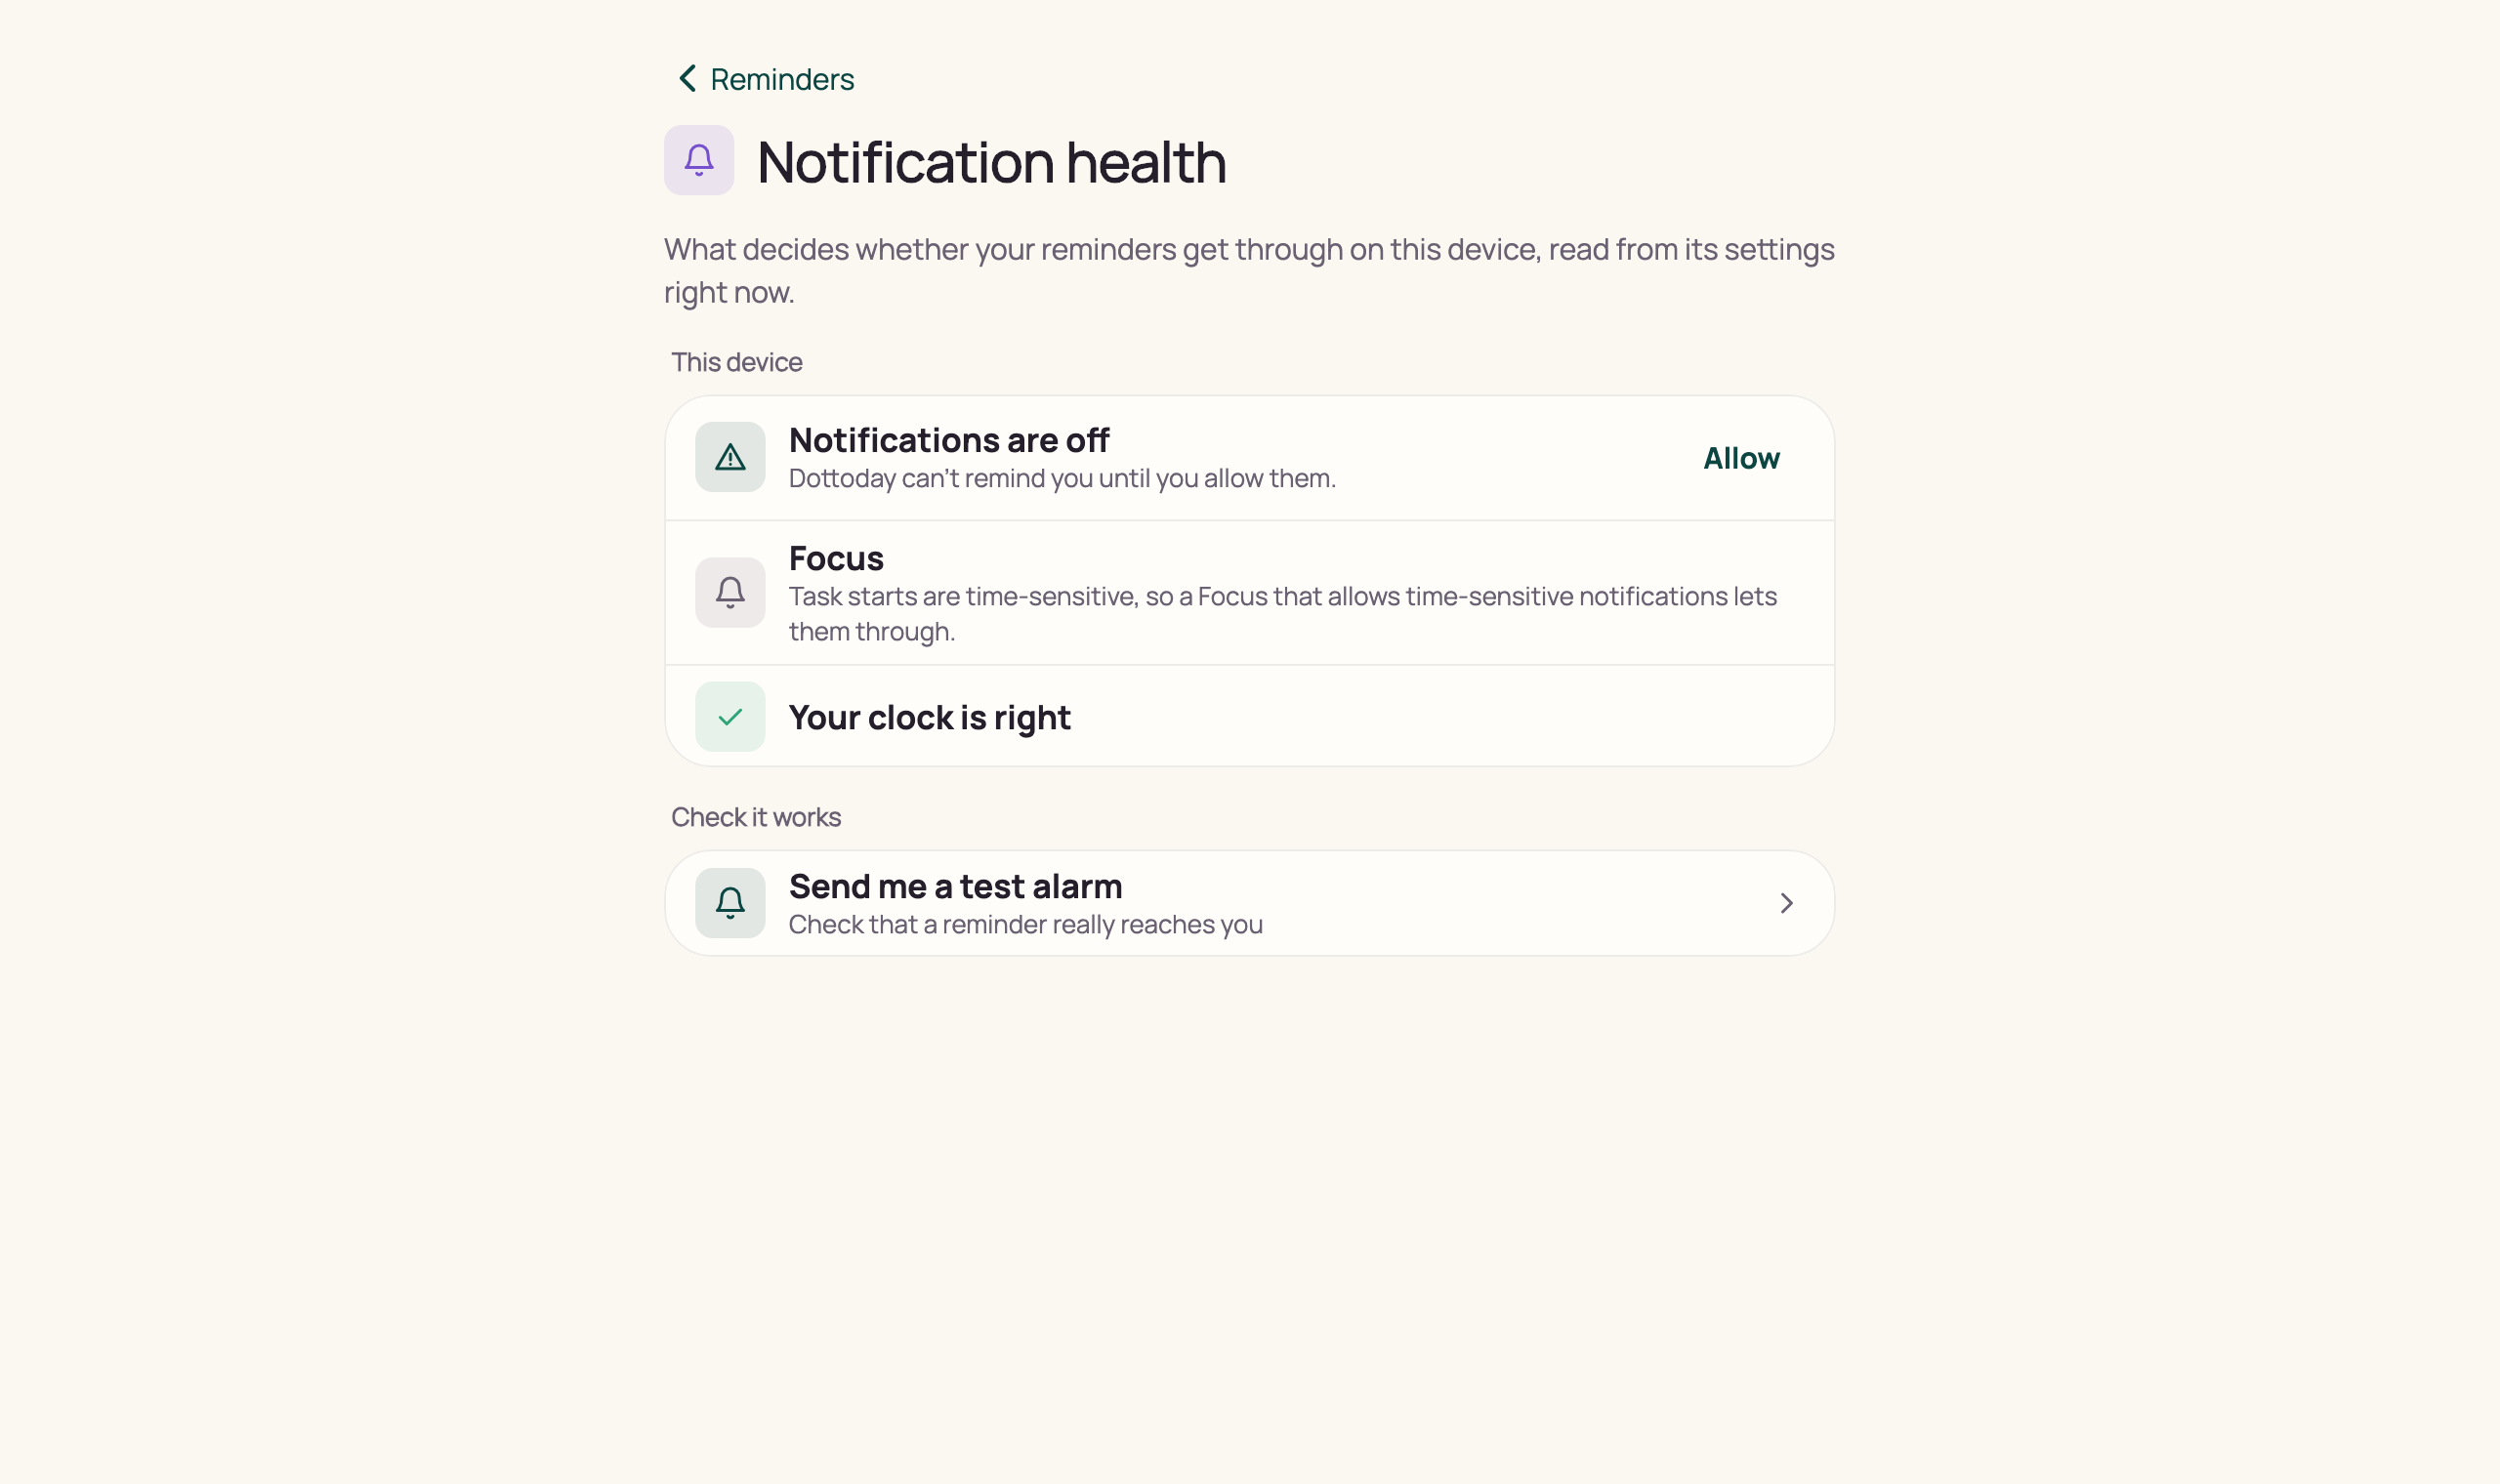 Reminders
Notification health
What decides whether your reminders get through on this device, read from its settings
right now.
This device
Notifications are off
Dottoday can’t remind you until you allow them.
Allow
Focus
Task starts are time-sensitive, so a Focus that allows time-sensitive notifications lets
them through.
Your clock is right
Check it works
Send me a test alarm
Check that a reminder really reaches you